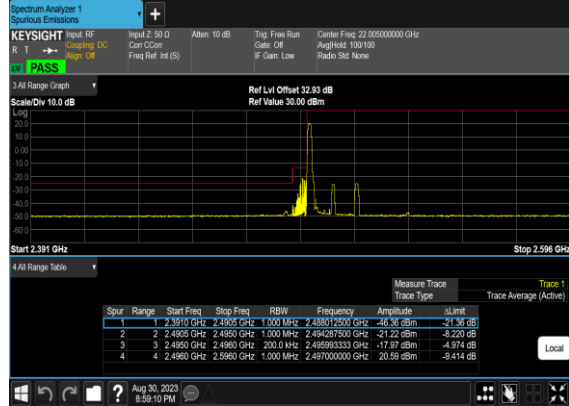 Spectrum Analyzer 1
Spurious Emissions
KEYSIGHT Input: RF Input Z: 50 Ω Atten: 10 dB Trig: Free Run Center Freq: 22.005000000 GHz
R T Coupling: DC Corr CCorr Gate: Off Avg|Hold: 100/100
Align: Off Freq Ref: Int (S) IF Gain: Low Radio Std: None
PASS
3 All Range Graph
Ref Lvl Offset 32.93 dB
Scale/Div 10.0 dB Ref Value 30.00 dBm
Log
20.0
10.0
0.00
-10.0
-20.0
-30.0
-40.0
-50.0
-60.0
Start 2.391 GHz Stop 2.596 GHz
4 All Range Table
Measure Trace Trace 1
Trace Type Trace Average (Active)
Spur Range Start Freq Stop Freq RBW Frequency Amplitude ΔLimit
1 1 2.3910 GHz 2.4905 GHz 1.000 MHz 2.488012500 GHz -46.36 dBm -21.36 dB
2 2 2.4905 GHz 2.4950 GHz 1.000 MHz 2.494287500 GHz -21.22 dBm -8.220 dB
3 3 2.4950 GHz 2.4960 GHz 200.0 kHz 2.495993333 GHz -17.97 dBm -4.974 dB
4 4 2.4960 GHz 2.5960 GHz 1.000 MHz 2.497000000 GHz 20.59 dBm -9.414 dB
Local
? Aug 30, 2023
8:59:10 PM